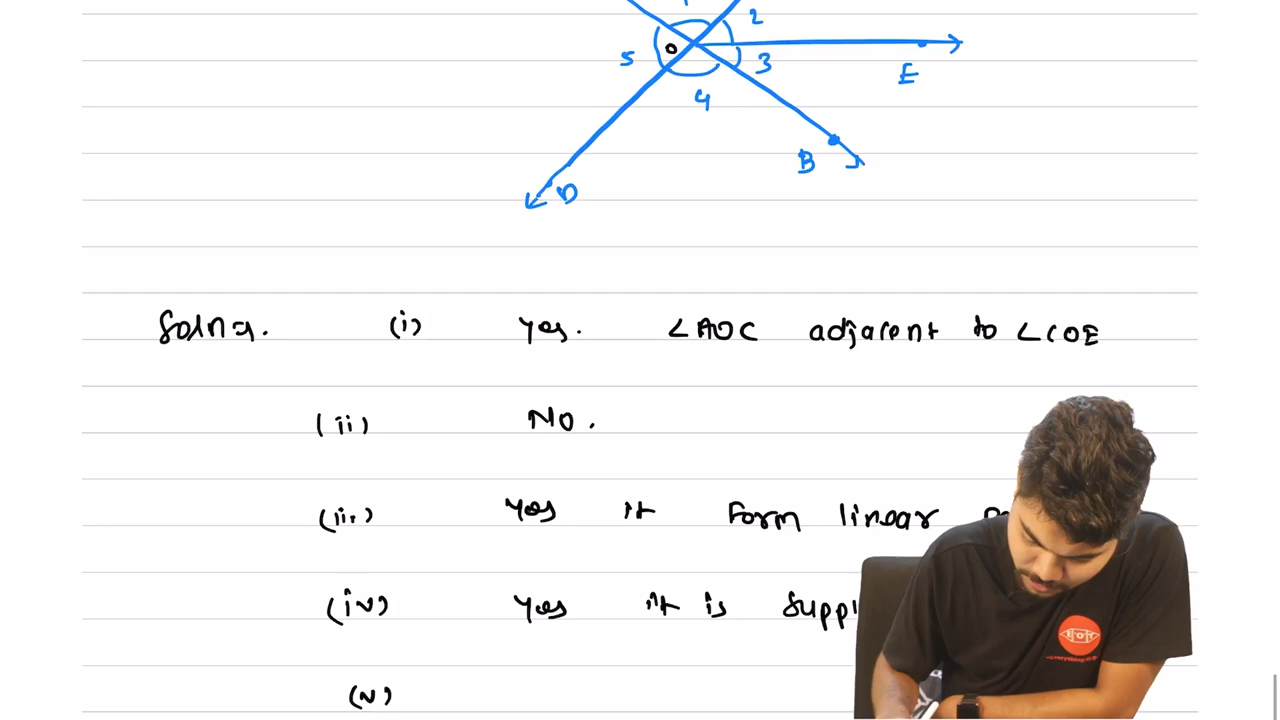 2
5 O 3
E
4
B
D
Soln⇒. (i) Yes. ∠AOC adjacent to ∠COE
(ii) No.
(iii) Yes it form linear
(iv) Yes it is suppl
(v)
EOT